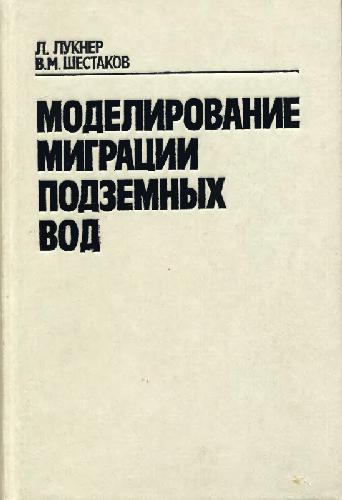 Л. ЛУКНЕР
В.М. ШЕСТАКОВ
МОДЕЛИРОВАНИЕ
МИГРАЦИИ
ПОДЗЕМНЫХ
ВОД